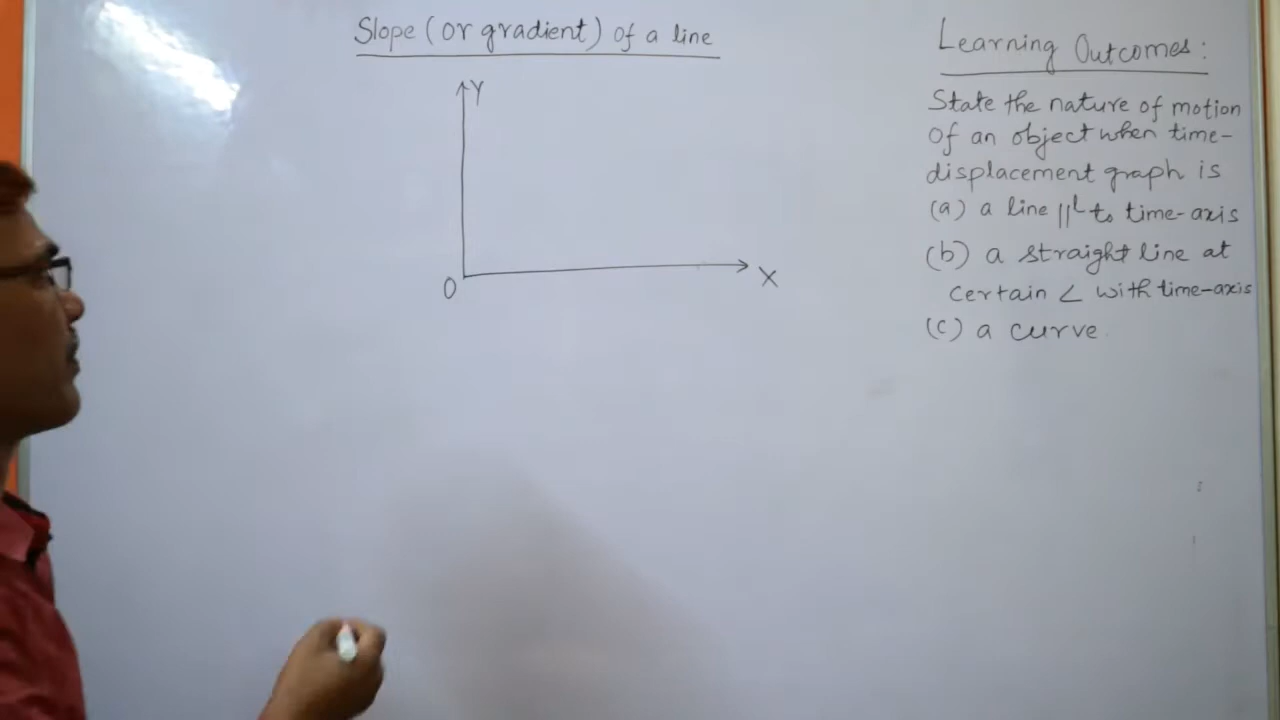 Slope (or gradient) of a line
Y
O
X
Learning Outcomes:
State the nature of motion
of an object when time-
displacement graph is
(a) a line ||ˡ to time-axis
(b) a straight line at
certain ∠ with time-axis
(c) a curve